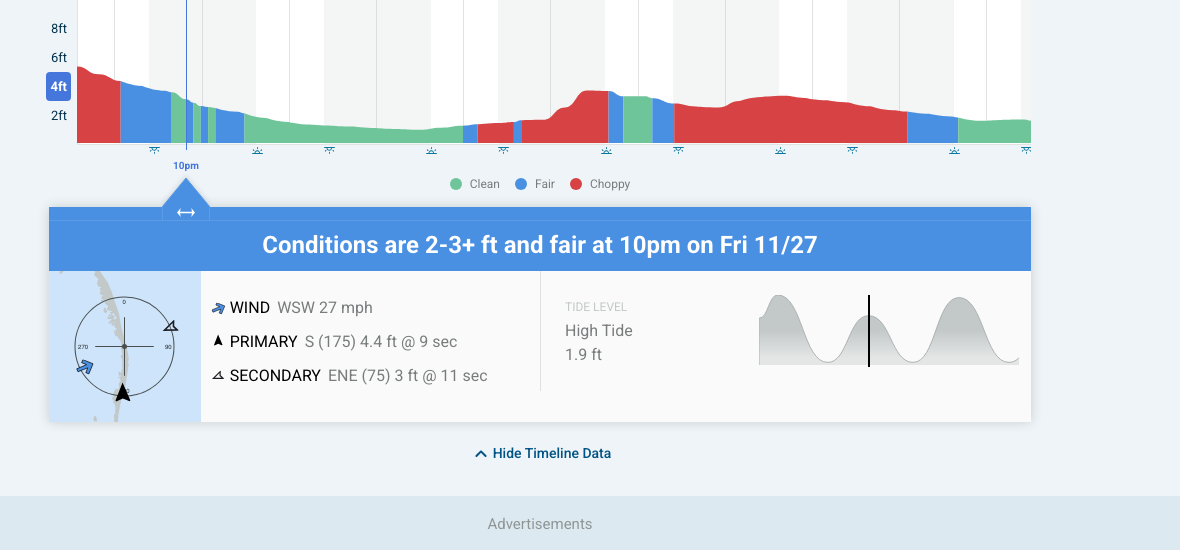 8ft
6ft
4ft
2ft
10pm
Clean Fair Choppy
Conditions are 2-3+ ft and fair at 10pm on Fri 11/27
0
270 90
WIND WSW 27 mph
PRIMARY S (175) 4.4 ft @ 9 sec
SECONDARY ENE (75) 3 ft @ 11 sec
TIDE LEVEL
High Tide
1.9 ft
Hide Timeline Data
Advertisements